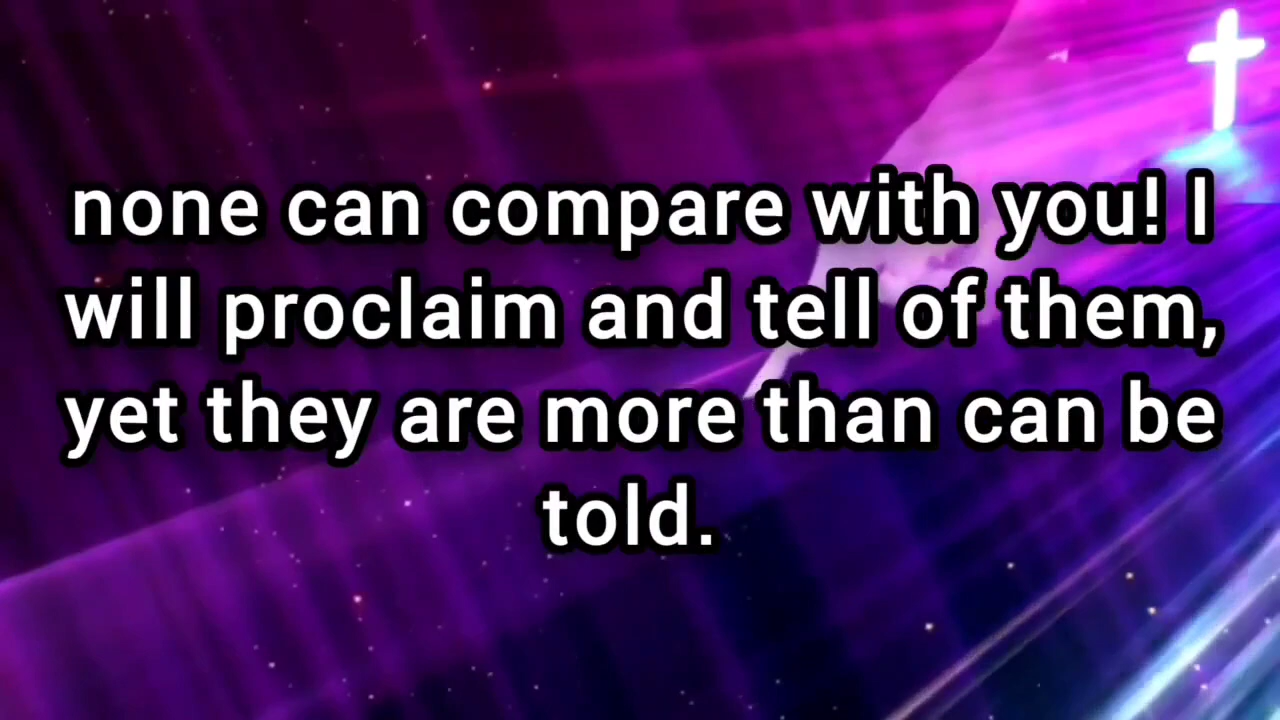 none can compare with you! I
will proclaim and tell of them,
yet they are more than can be
told.